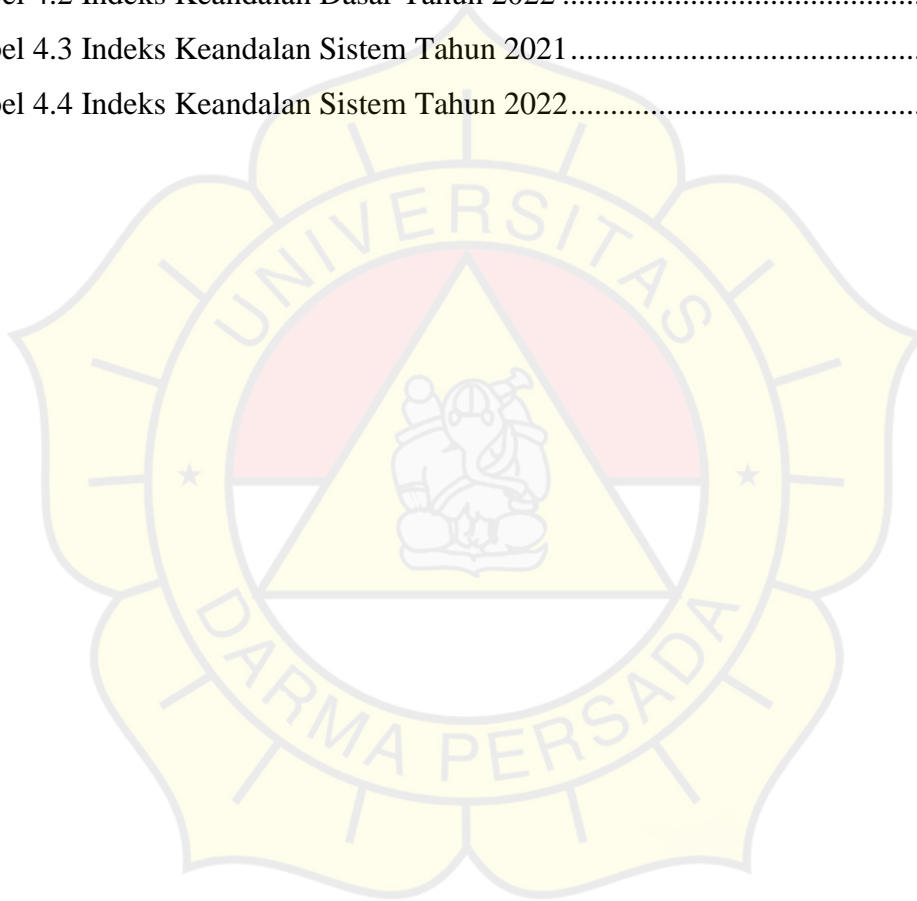 el 4.2 Indeks Keandalan Dasar Tahun 2022
el 4.3 Indeks Keandalan Sistem Tahun 2021
el 4.4 Indeks Keandalan Sistem Tahun 2022
UNIVERSITAS
DARMA PERSADA